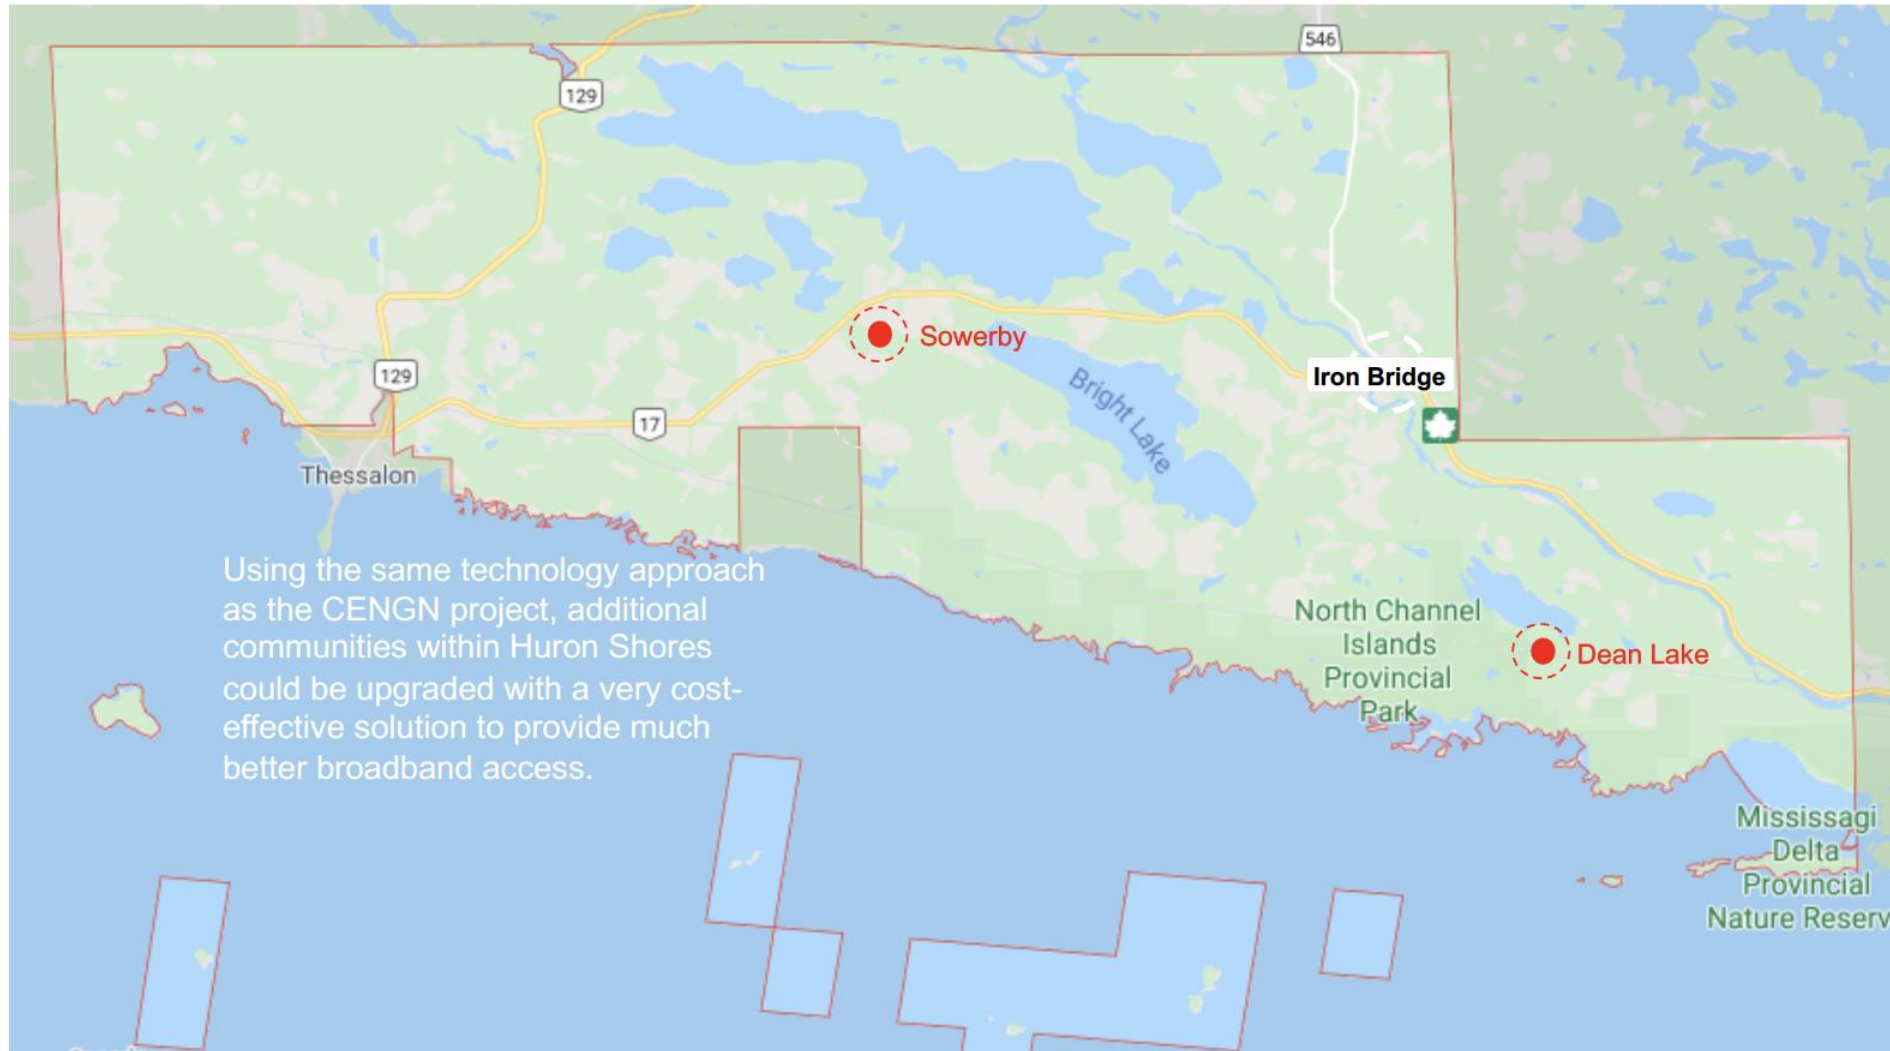 546
129
Sowerby
Iron Bridge
Bright Lake
129
17
Thessalon
Using the same technology approach
as the CENGN project, additional
communities within Huron Shores
could be upgraded with a very cost-
effective solution to provide much
better broadband access.
North Channel
Islands
Provincial
Park
Dean Lake
Mississagi
Delta
Provincial
Nature Reserv